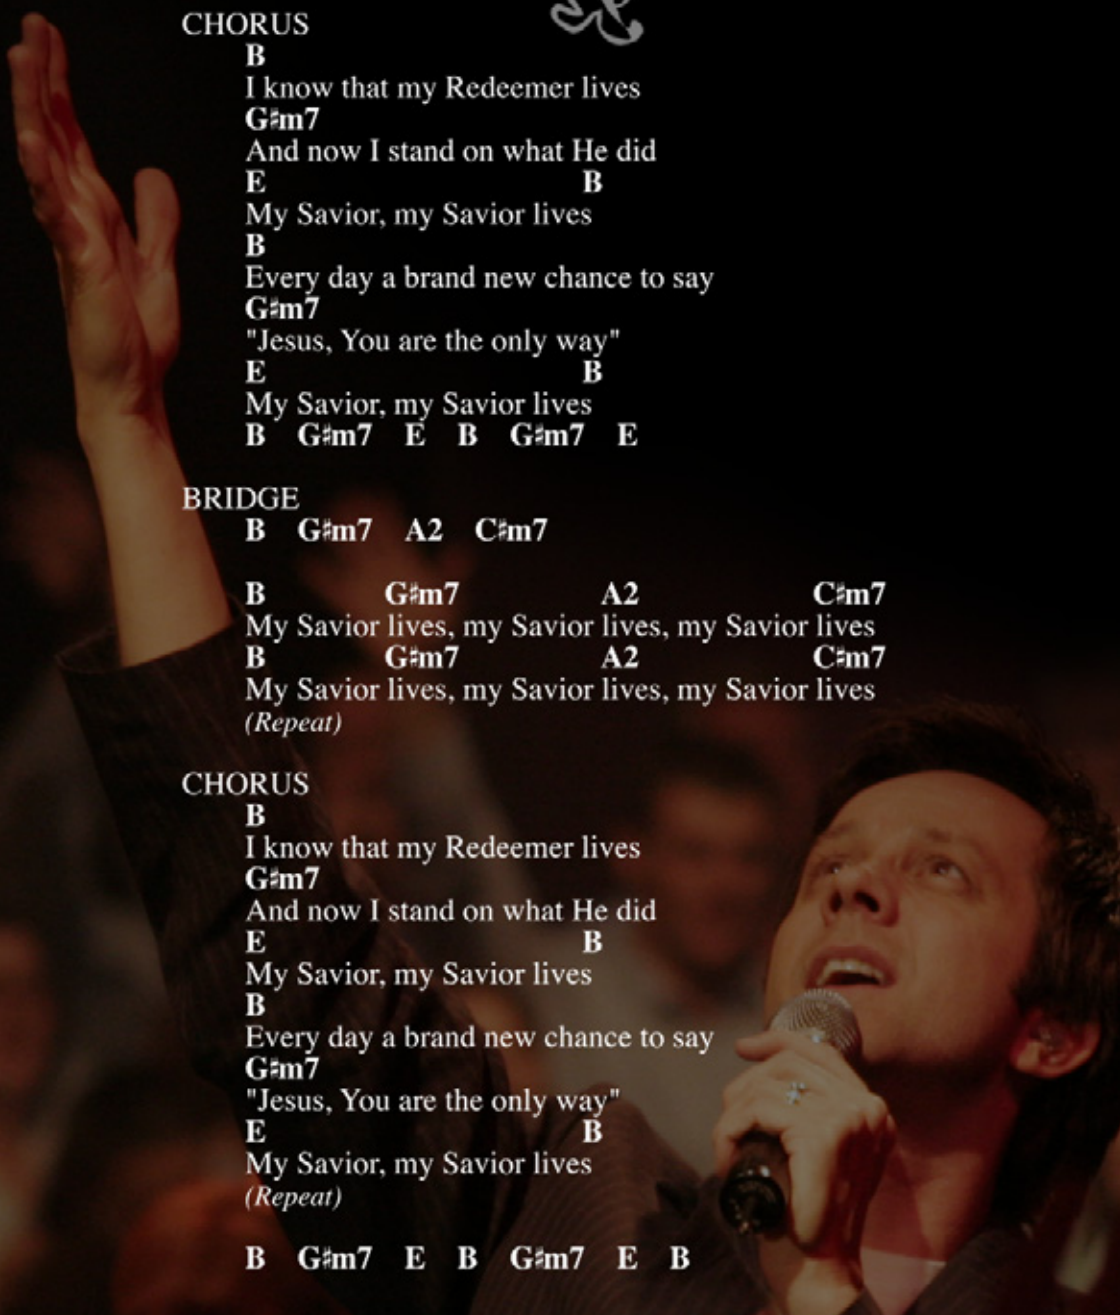 CHORUS
B
I know that my Redeemer lives
G♯m7
And now I stand on what He did
E B
My Savior, my Savior lives
B
Every day a brand new chance to say
G♯m7
"Jesus, You are the only way"
E B
My Savior, my Savior lives
B G♯m7 E B G♯m7 E
BRIDGE
B G♯m7 A2 C♯m7
B G♯m7 A2 C♯m7
My Savior lives, my Savior lives, my Savior lives
B G♯m7 A2 C♯m7
My Savior lives, my Savior lives, my Savior lives
(Repeat)
CHORUS
B
I know that my Redeemer lives
G♯m7
And now I stand on what He did
E B
My Savior, my Savior lives
B
Every day a brand new chance to say
G♯m7
"Jesus, You are the only way"
E B
My Savior, my Savior lives
(Repeat)
B G♯m7 E B G♯m7 E B